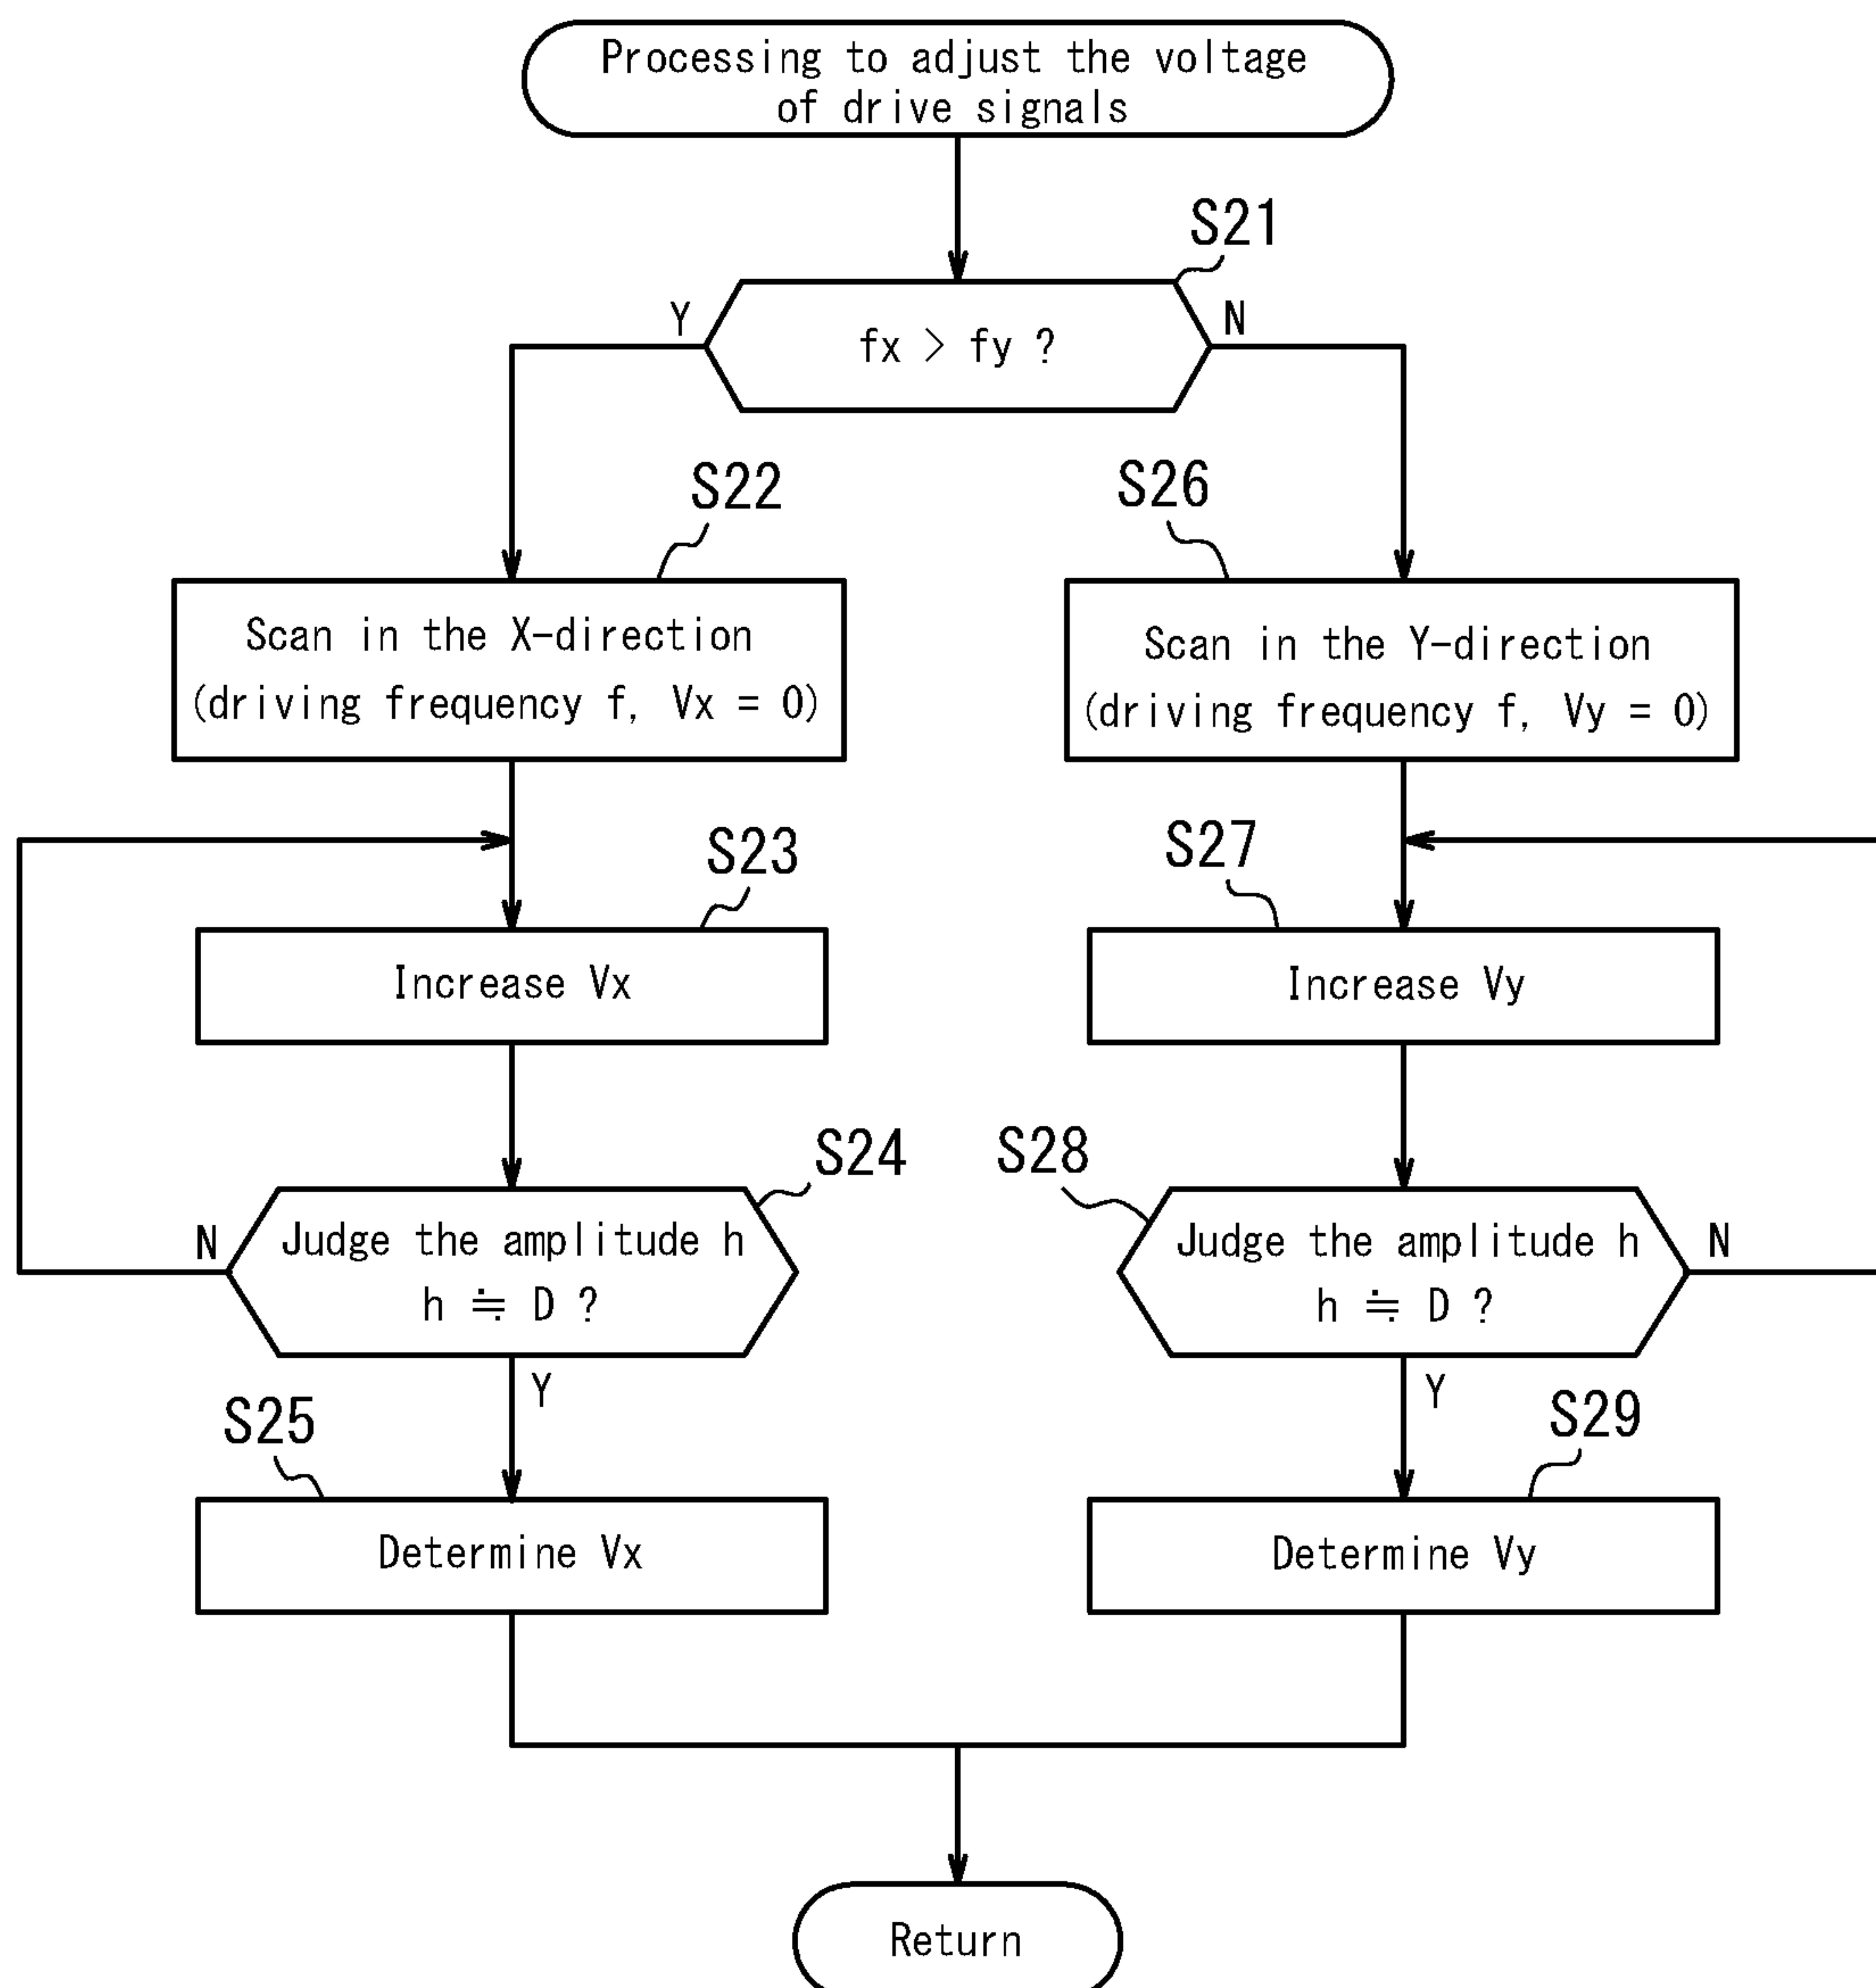 Processing to adjust the voltage
of drive signals
S21
Y
fx > fy ?
N
S22
Scan in the X-direction
(driving frequency f, Vx = 0)
S26
Scan in the Y-direction
(driving frequency f, Vy = 0)
S23
Increase Vx
S27
Increase Vy
S24
N
Judge the amplitude h
h ≒ D ?
Y
S28
Judge the amplitude h
h ≒ D ?
N
Y
S25
Determine Vx
S29
Determine Vy
Return